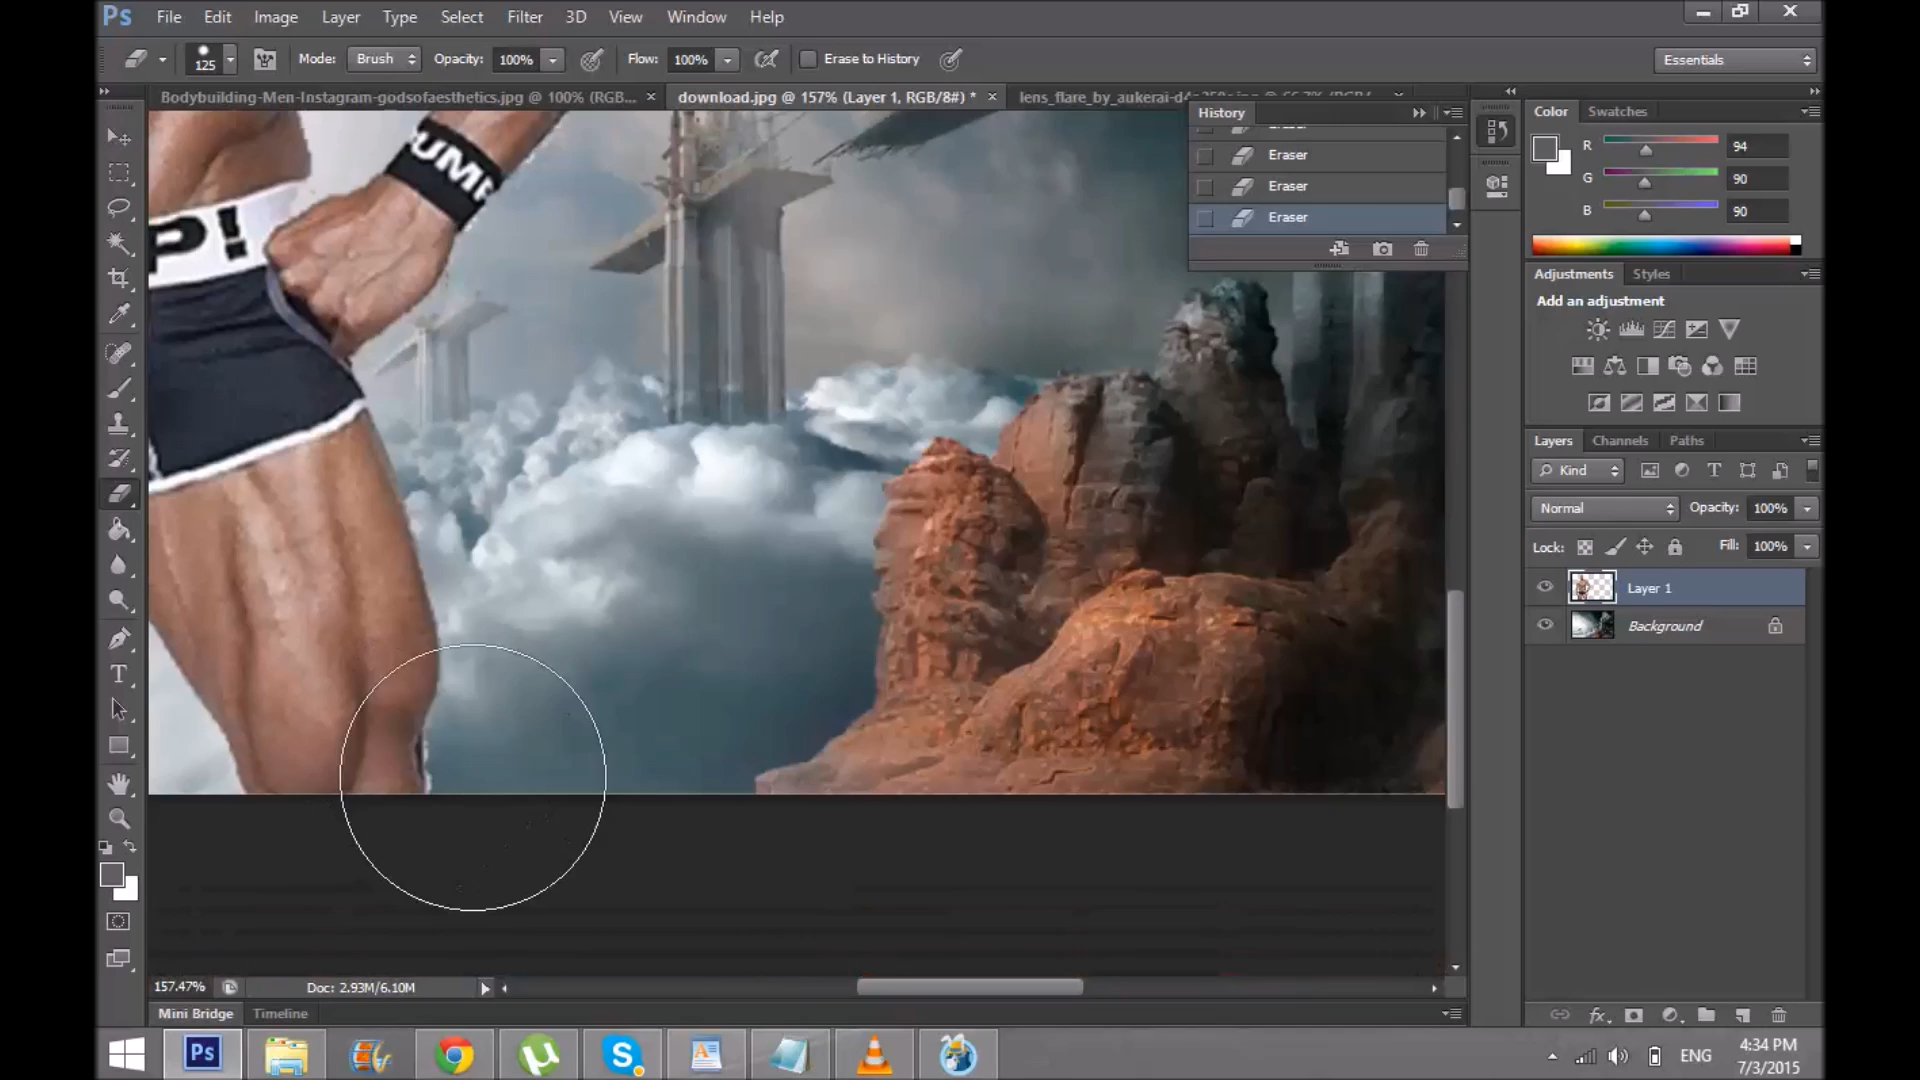 Ps File Edit Image Layer Type Select Filter 3D View Window Help
125 Mode: Brush Opacity: 100% Flow: 100% Erase to History Essentials
Bodybuilding-Men-Instagram-godsofaesthetics.jpg @ 100% (RGB... × download.jpg @ 157% (Layer 1, RGB/8#) * ×
History
Eraser
Eraser
Eraser
Eraser
UMP
P!
Color Swatches
R 94
G 90
B 90
Adjustments Styles
Add an adjustment
Layers Channels Paths
Kind
Normal Opacity: 100%
Lock: Fill: 100%
Layer 1
Background
157.47% Doc: 2.93M/6.10M
Mini Bridge Timeline
Ps
ENG
4:34 PM
7/3/2015